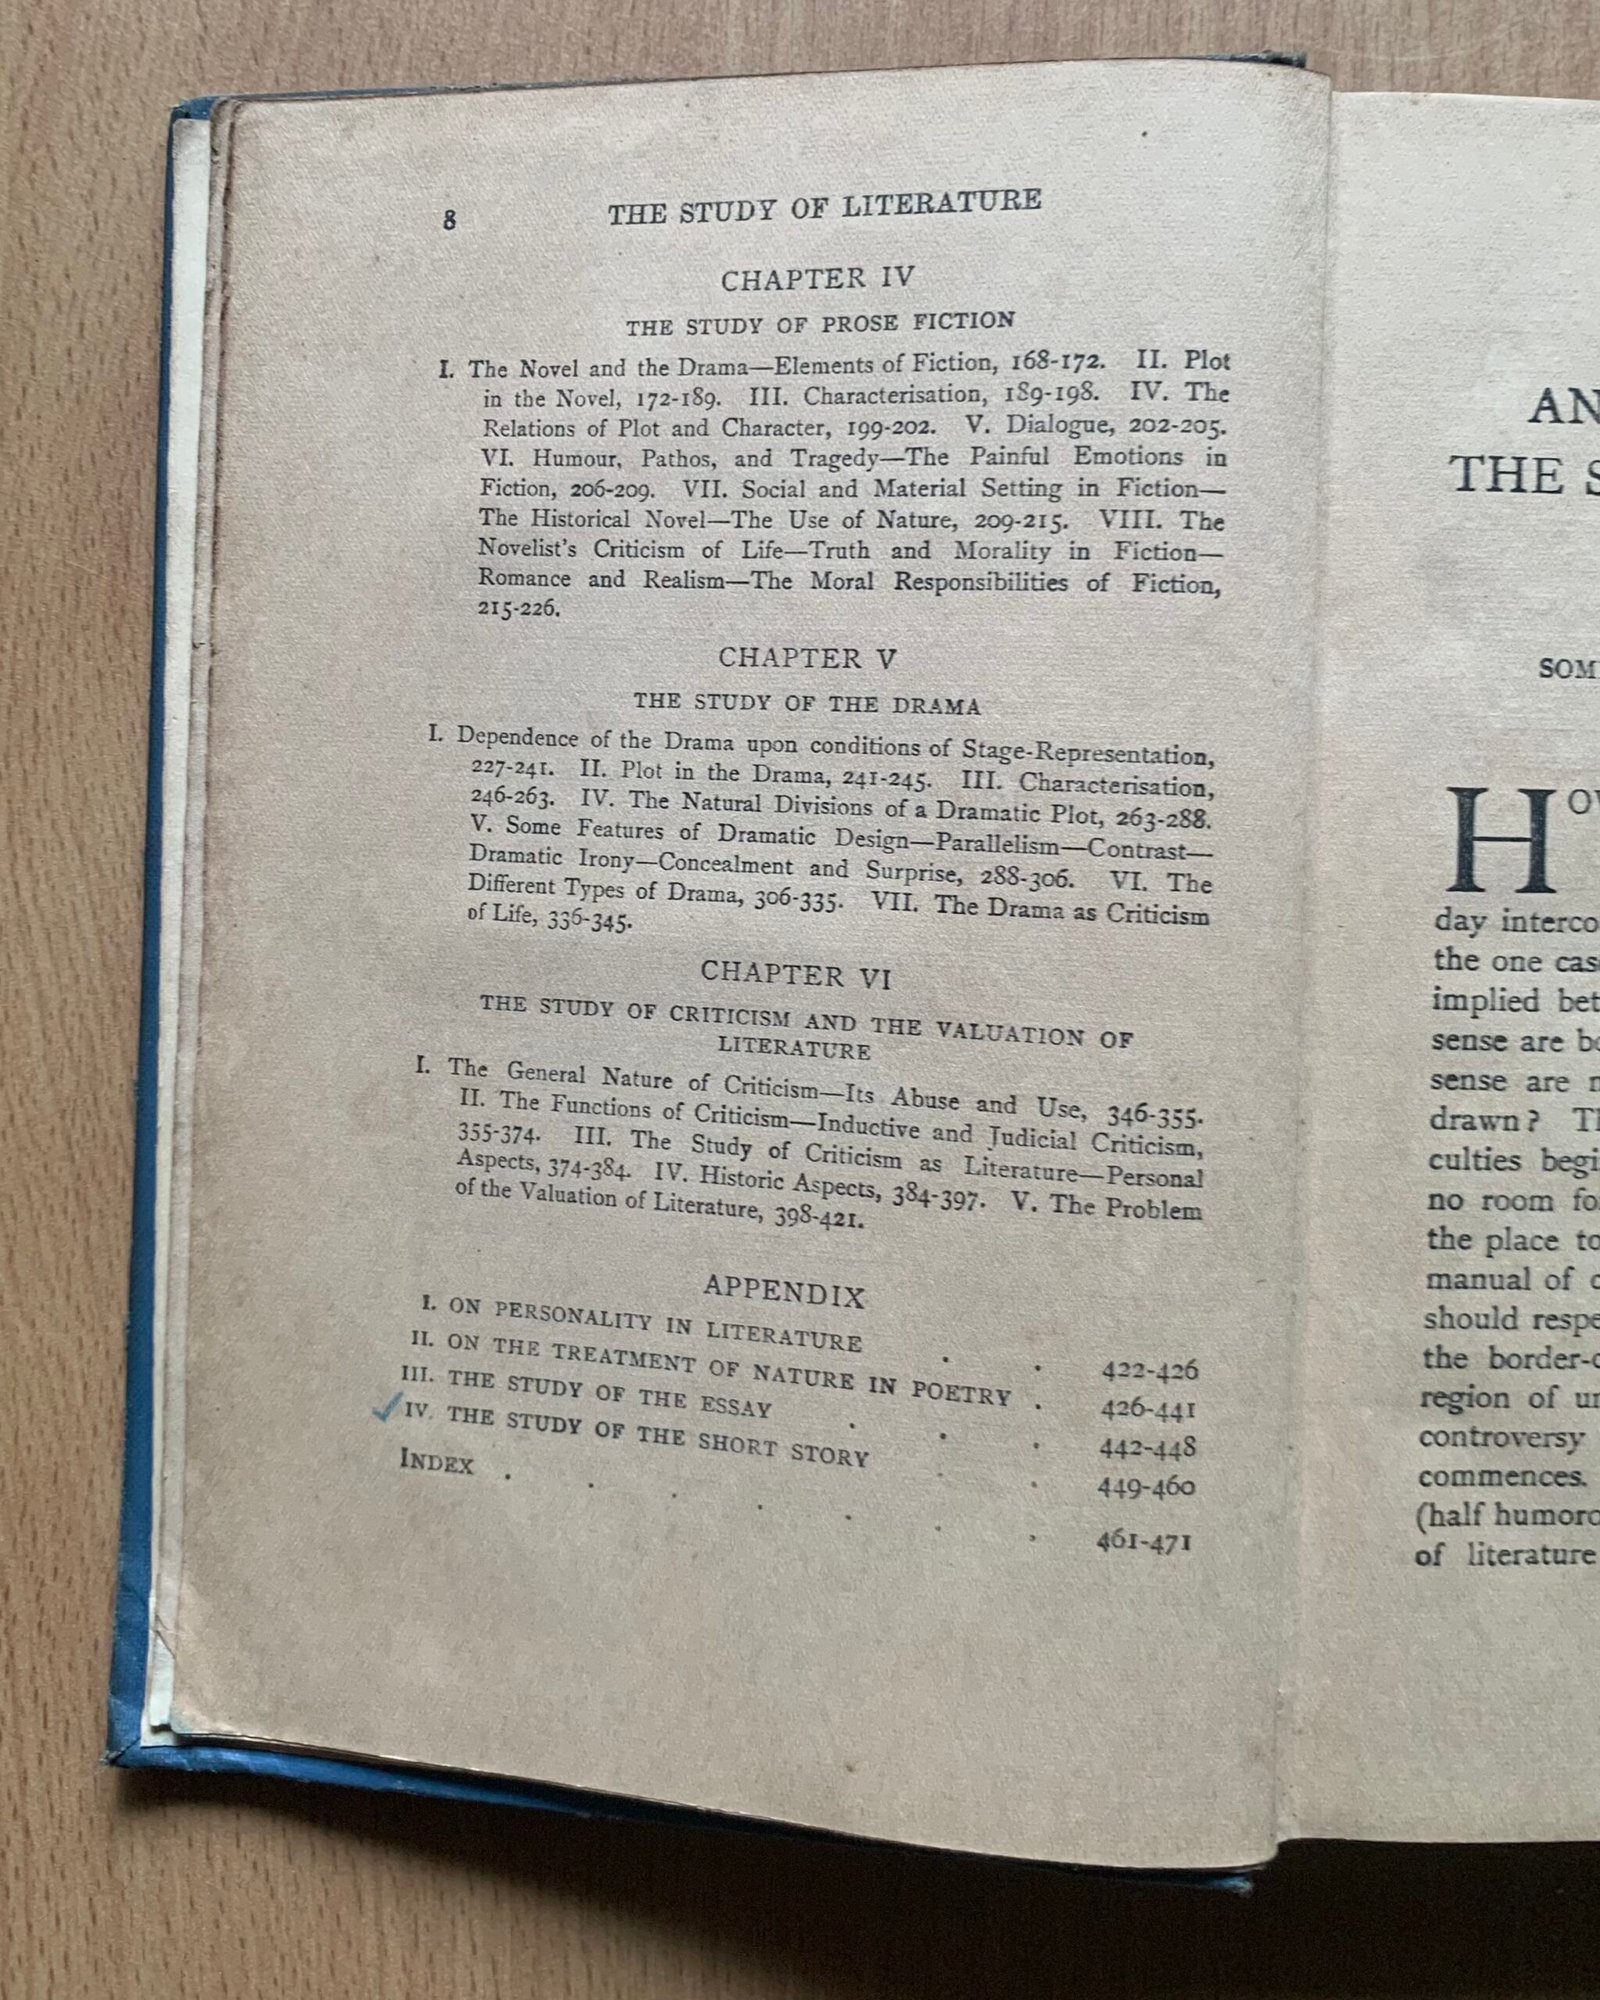 8 THE STUDY OF LITERATURE
CHAPTER IV
THE STUDY OF PROSE FICTION
I. The Novel and the Drama—Elements of Fiction, 168-172. II. Plot
in the Novel, 172-189. III. Characterisation, 189-198. IV. The
Relations of Plot and Character, 199-202. V. Dialogue, 202-205.
VI. Humour, Pathos, and Tragedy—The Painful Emotions in
Fiction, 206-209. VII. Social and Material Setting in Fiction—
The Historical Novel—The Use of Nature, 209-215. VIII. The
Novelist's Criticism of Life—Truth and Morality in Fiction—
Romance and Realism—The Moral Responsibilities of Fiction,
215-226.
CHAPTER V
THE STUDY OF THE DRAMA
I. Dependence of the Drama upon conditions of Stage-Representation,
227-241. II. Plot in the Drama, 241-245. III. Characterisation,
246-263. IV. The Natural Divisions of a Dramatic Plot, 263-288.
V. Some Features of Dramatic Design—Parallelism—Contrast—
Dramatic Irony—Concealment and Surprise, 288-306. VI. The
Different Types of Drama, 306-335. VII. The Drama as Criticism
of Life, 336-345.
CHAPTER VI
THE STUDY OF CRITICISM AND THE VALUATION OF
LITERATURE
I. The General Nature of Criticism—Its Abuse and Use, 346-355.
II. The Functions of Criticism—Inductive and Judicial Criticism,
355-374. III. The Study of Criticism as Literature—Personal
Aspects, 374-384. IV. Historic Aspects, 384-397. V. The Problem
of the Valuation of Literature, 398-421.
APPENDIX
I. ON PERSONALITY IN LITERATURE . . 422-426
II. ON THE TREATMENT OF NATURE IN POETRY . 426-441
III. THE STUDY OF THE ESSAY . . . 442-448
✓IV. THE STUDY OF THE SHORT STORY . . 449-460
INDEX . . . . . . . 461-471
AN
THE S
SOM
HOW
day interco
the one cas
implied bet
sense are bo
sense are
drawn? Th
culties begi
no room fo
the place to
manual of
should respe
the border-
region of un
controversy
commences.
(half humoro
of literature